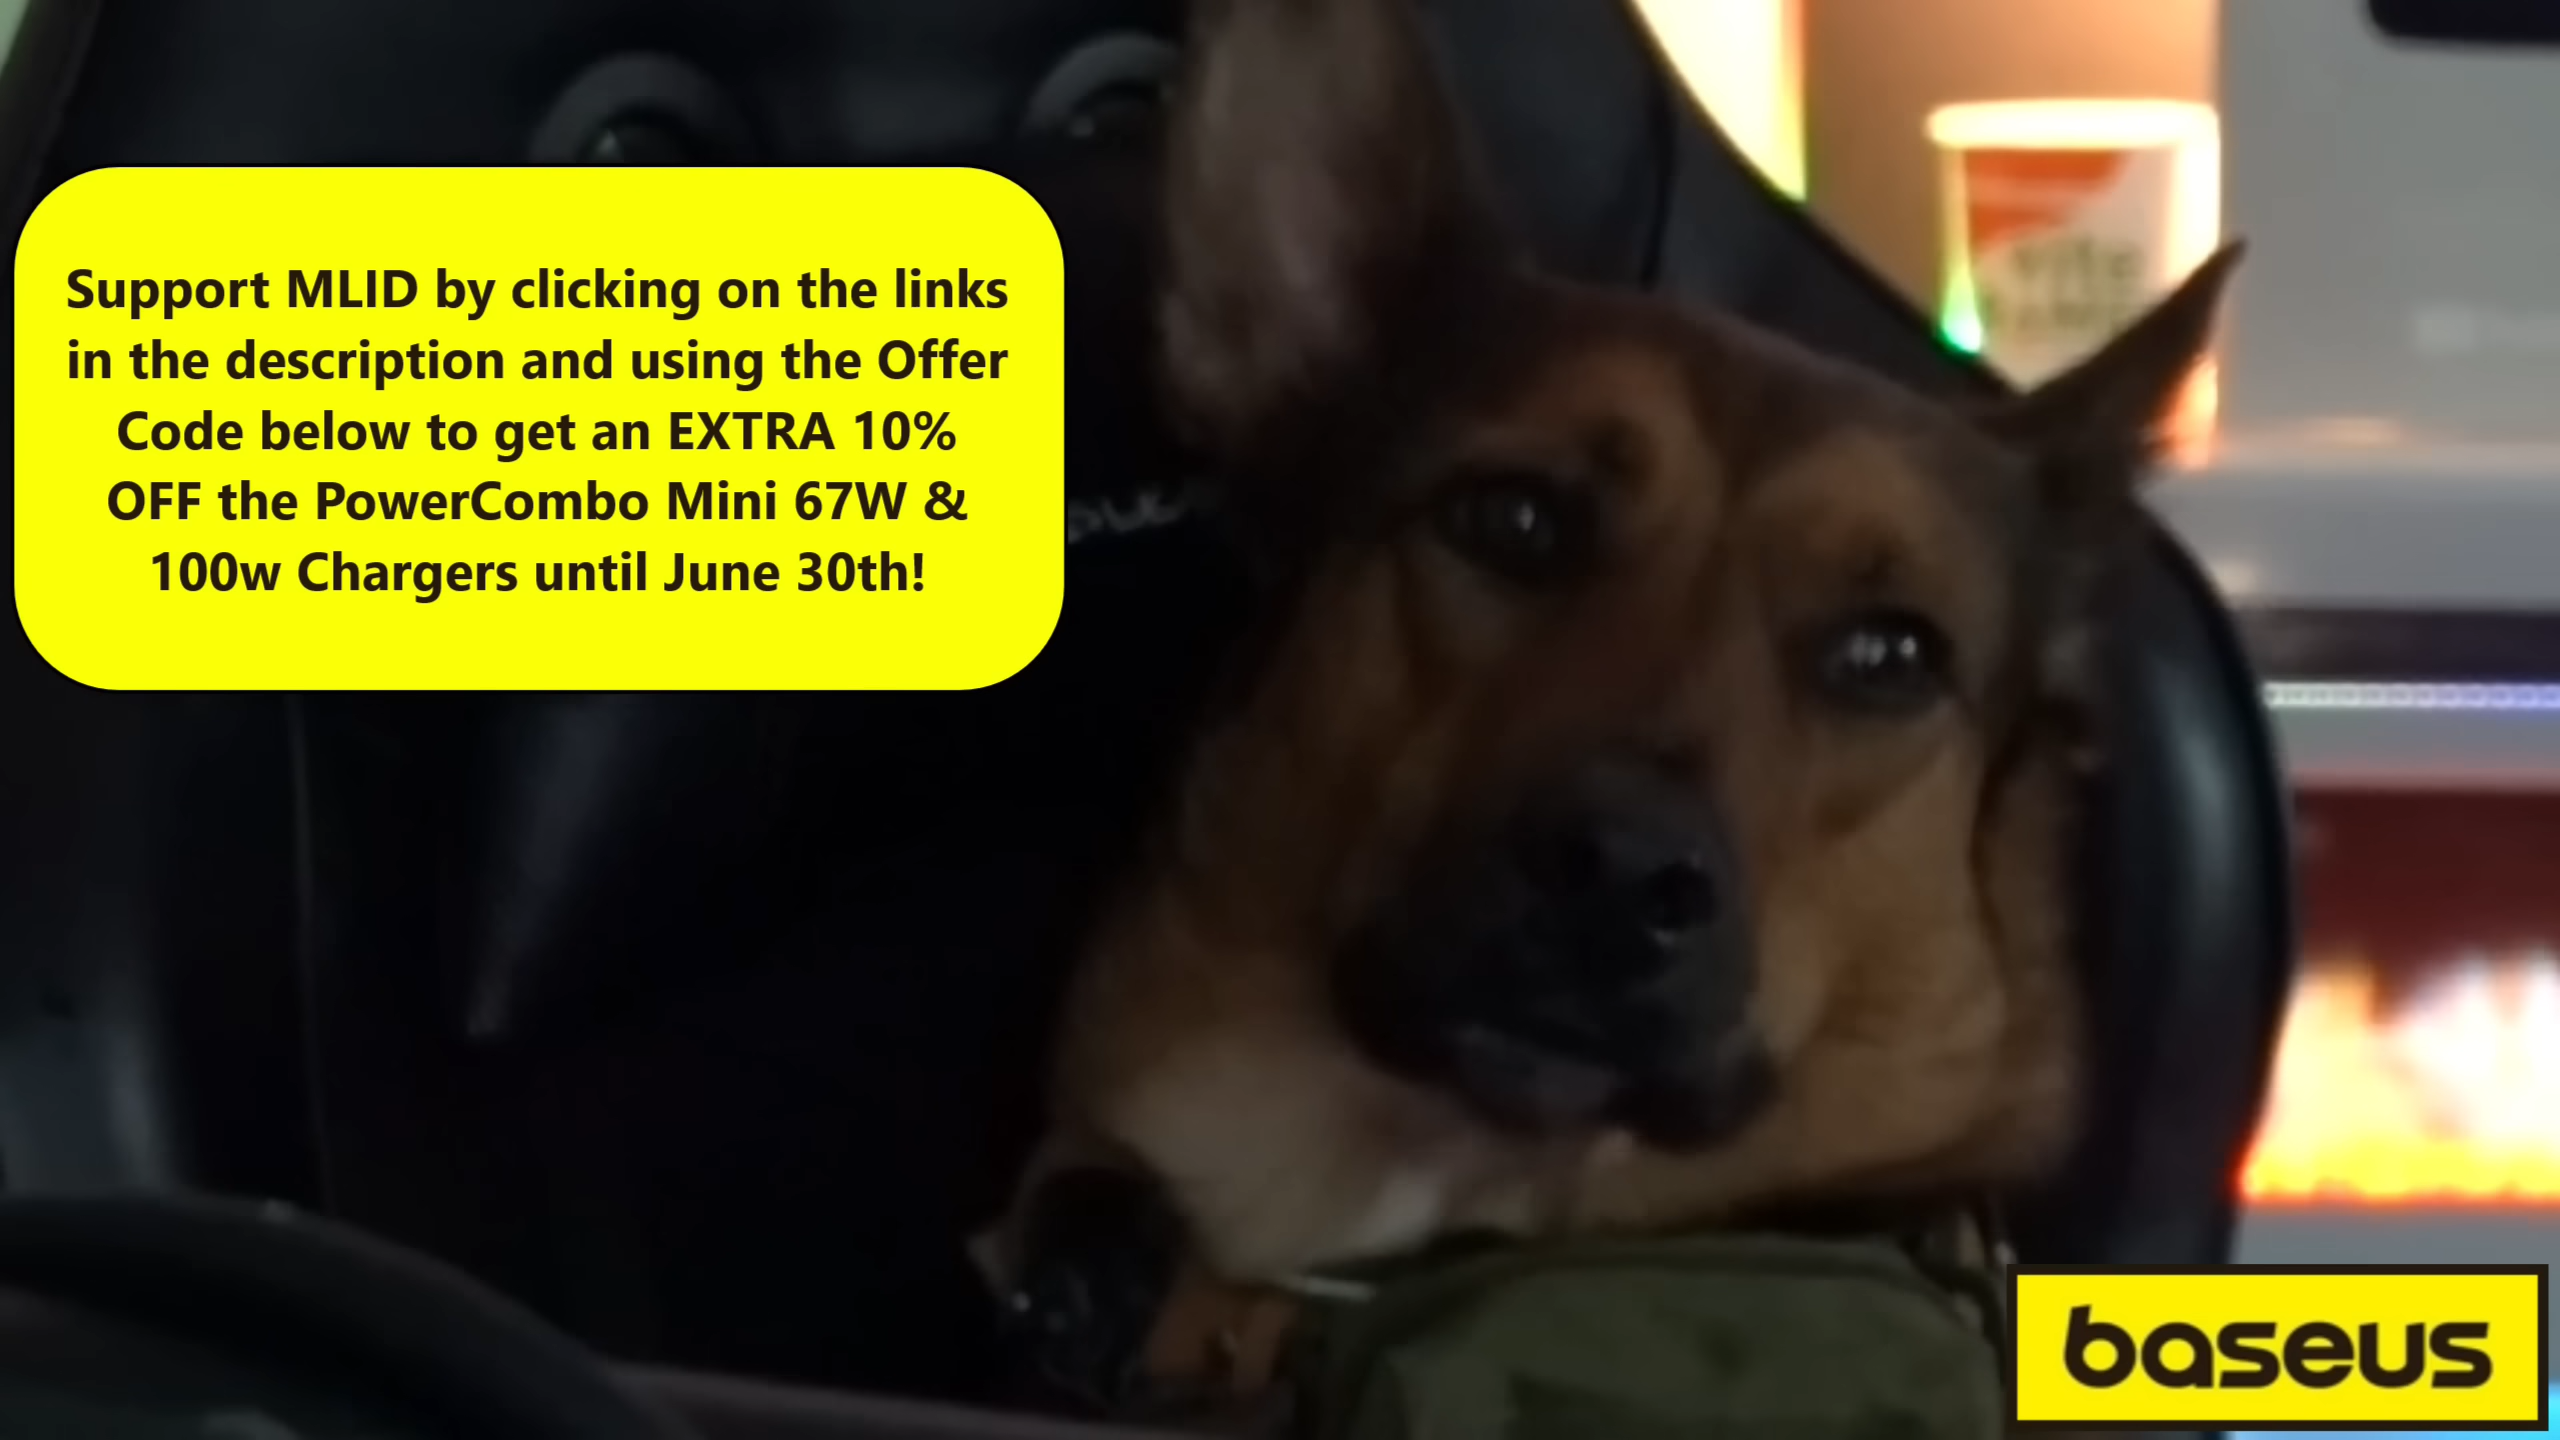 Support MLID by clicking on the links
in the description and using the Offer
Code below to get an EXTRA 10%
OFF the PowerCombo Mini 67W &
100w Chargers until June 30th!
baseus